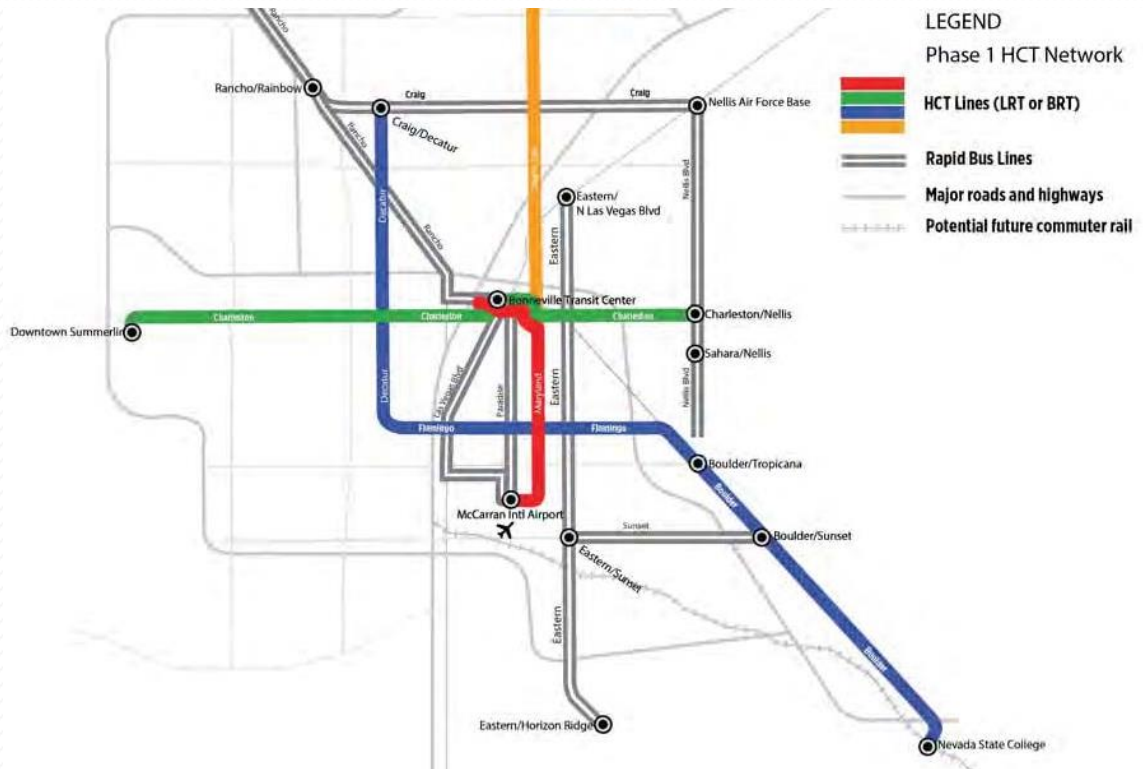 LEGEND
Phase 1 HCT Network
HCT Lines (LRT or BRT)
Rapid Bus Lines
Major roads and highways
Potential future commuter rail
Rancho
Rancho/Rainbow
Craig
Craig
Nellis Air Force Base
Craig/Decatur
Rancho
Decatur
Nellis Blvd
Eastern/
N Las Vegas Blvd
Rancho
Eastern
Bonneville Transit Center
Downtown Summerlin
Charleston
Charleston
Charleston
Charleston/Nellis
Sahara/Nellis
Decatur
Las Vegas Blvd
Paradise
Maryland
Eastern
Nellis Blvd
Flamingo
Flamingo
Boulder/Tropicana
Boulder
McCarran Intl Airport
Sunset
Boulder/Sunset
Eastern/Sunset
Eastern
Boulder
Eastern/Horizon Ridge
Nevada State College